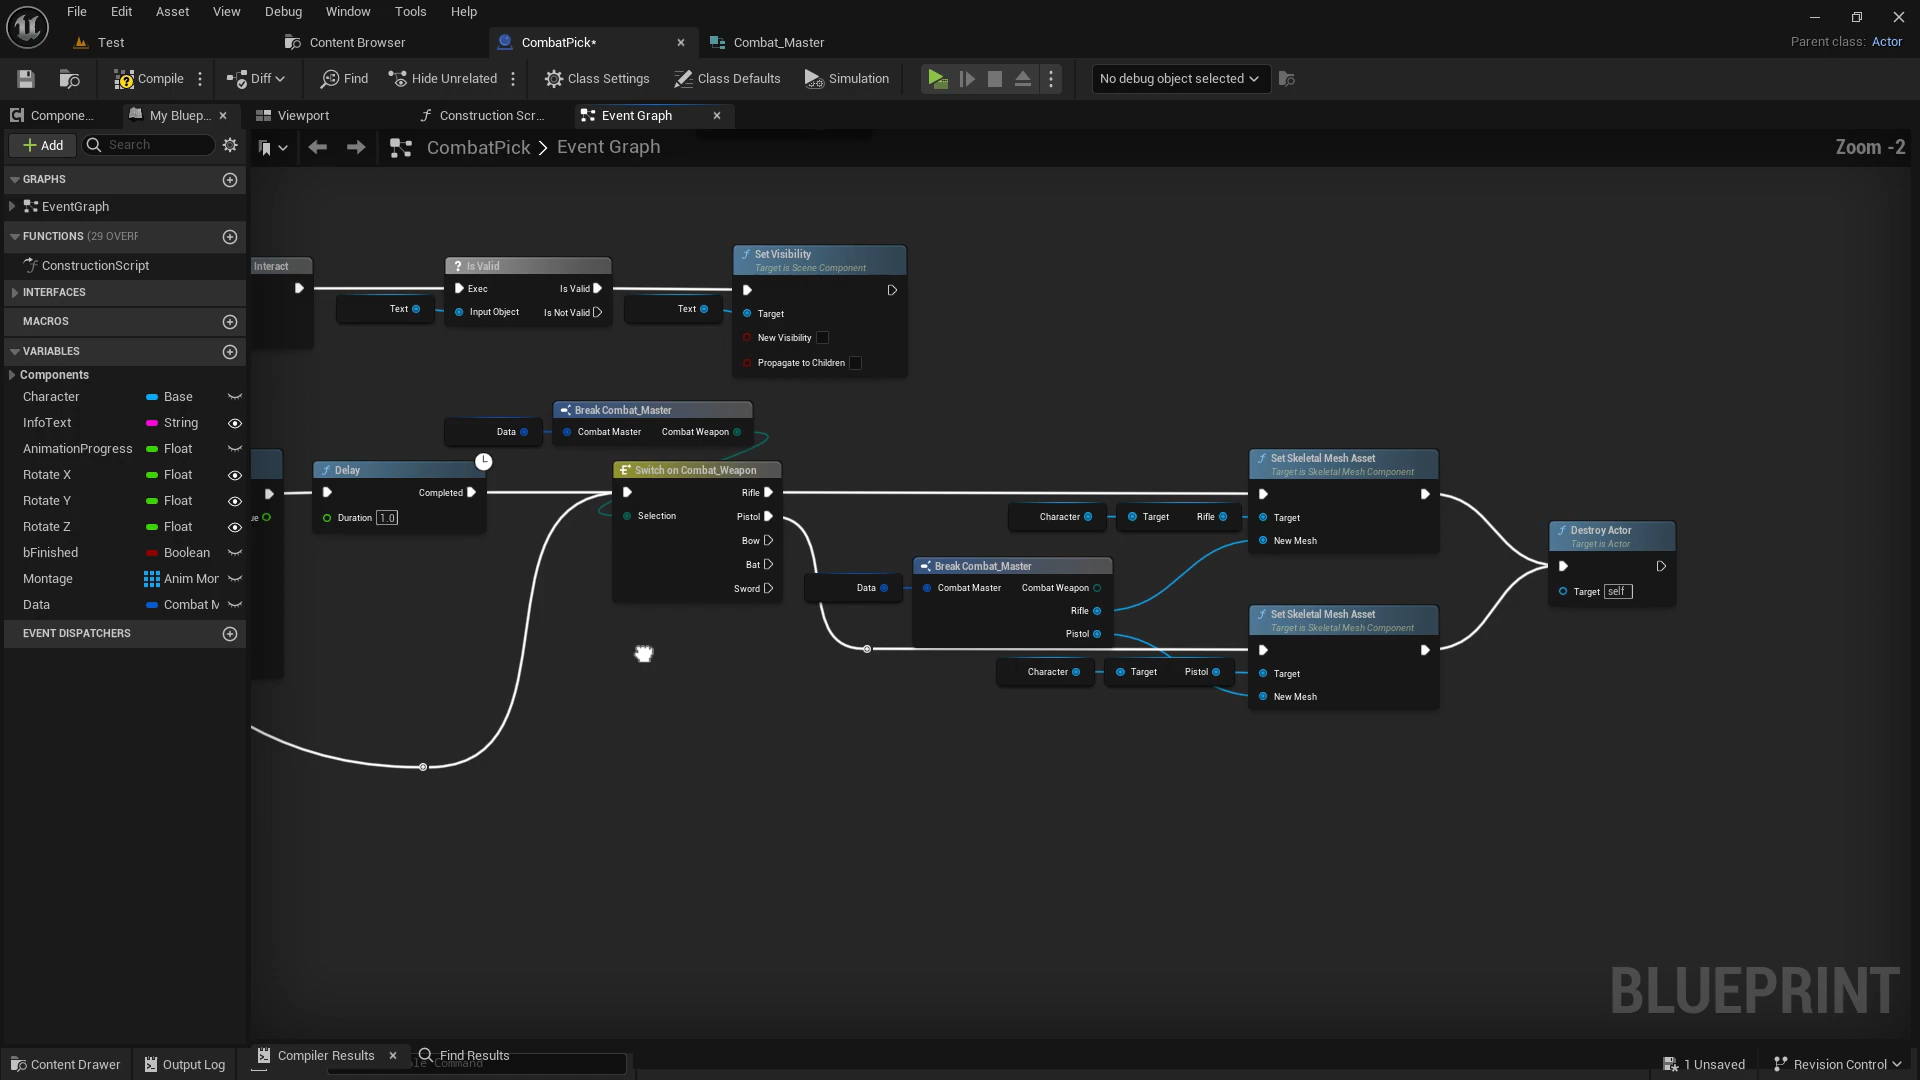 File Edit Asset View Debug Window Tools Help
Test Content Browser CombatPick* Combat_Master
Parent class: Actor
Compile Diff Find Hide Unrelated Class Settings Class Defaults Simulation No debug object selected
Compone... My Bluep... Viewport Construction Scr... Event Graph
Add Search CombatPick > Event Graph Zoom -2
GRAPHS
EventGraph
FUNCTIONS (29 OVERF
ConstructionScript
INTERFACES
MACROS
VARIABLES
Components
Character Base
InfoText String
AnimationProgress Float
Rotate X Float
Rotate Y Float
Rotate Z Float
bFinished Boolean
Montage Anim Mor
Data Combat M
EVENT DISPATCHERS
Interact
Text
Is Valid
Exec Is Valid
Input Object Is Not Valid
Text
Set Visibility
Target is Scene Component
Target
New Visibility
Propagate to Children
Data
Break Combat_Master
Combat Master Combat Weapon
Delay
Completed
Duration 1.0
Switch on Combat_Weapon
Rifle
Selection Pistol
Bow
Bat
Sword
Character Target Rifle
Set Skeletal Mesh Asset
Target is Skeletal Mesh Component
Target
New Mesh
Data
Break Combat_Master
Combat Master Combat Weapon
Rifle
Pistol
Character Target Pistol
Set Skeletal Mesh Asset
Target is Skeletal Mesh Component
Target
New Mesh
Destroy Actor
Target is Actor
Target self
BLUEPRINT
Compiler Results Find Results
Content Drawer Output Log Command 1 Unsaved Revision Control